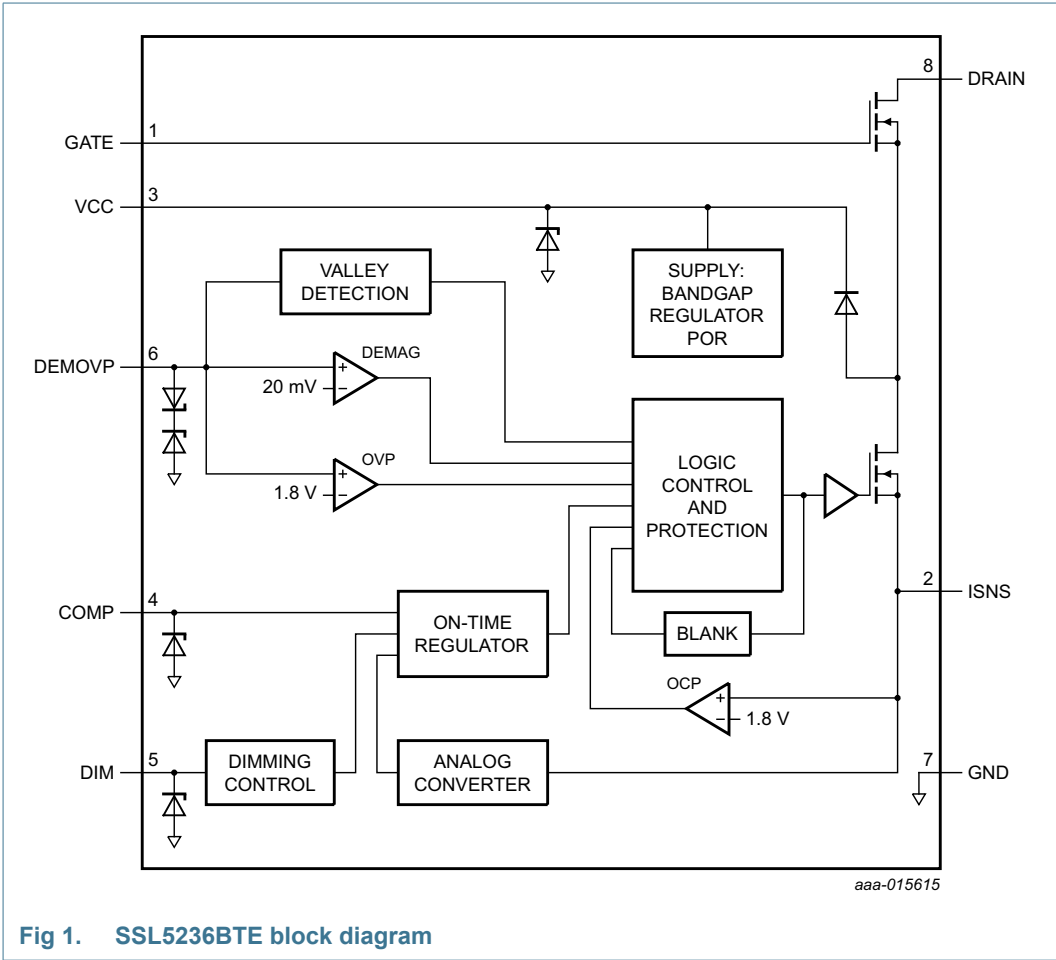 8
DRAIN
1
GATE
3
VCC
VALLEY
DETECTION
SUPPLY:
BANDGAP
REGULATOR
POR
6
DEMOVP
DEMAG
+
20 mV
−
OVP
+
1.8 V
−
LOGIC
CONTROL
AND
PROTECTION
2
ISNS
4
COMP
ON-TIME
REGULATOR
BLANK
OCP
+
−
1.8 V
5
DIM
DIMMING
CONTROL
ANALOG
CONVERTER
7
GND
aaa-015615
Fig 1. SSL5236BTE block diagram